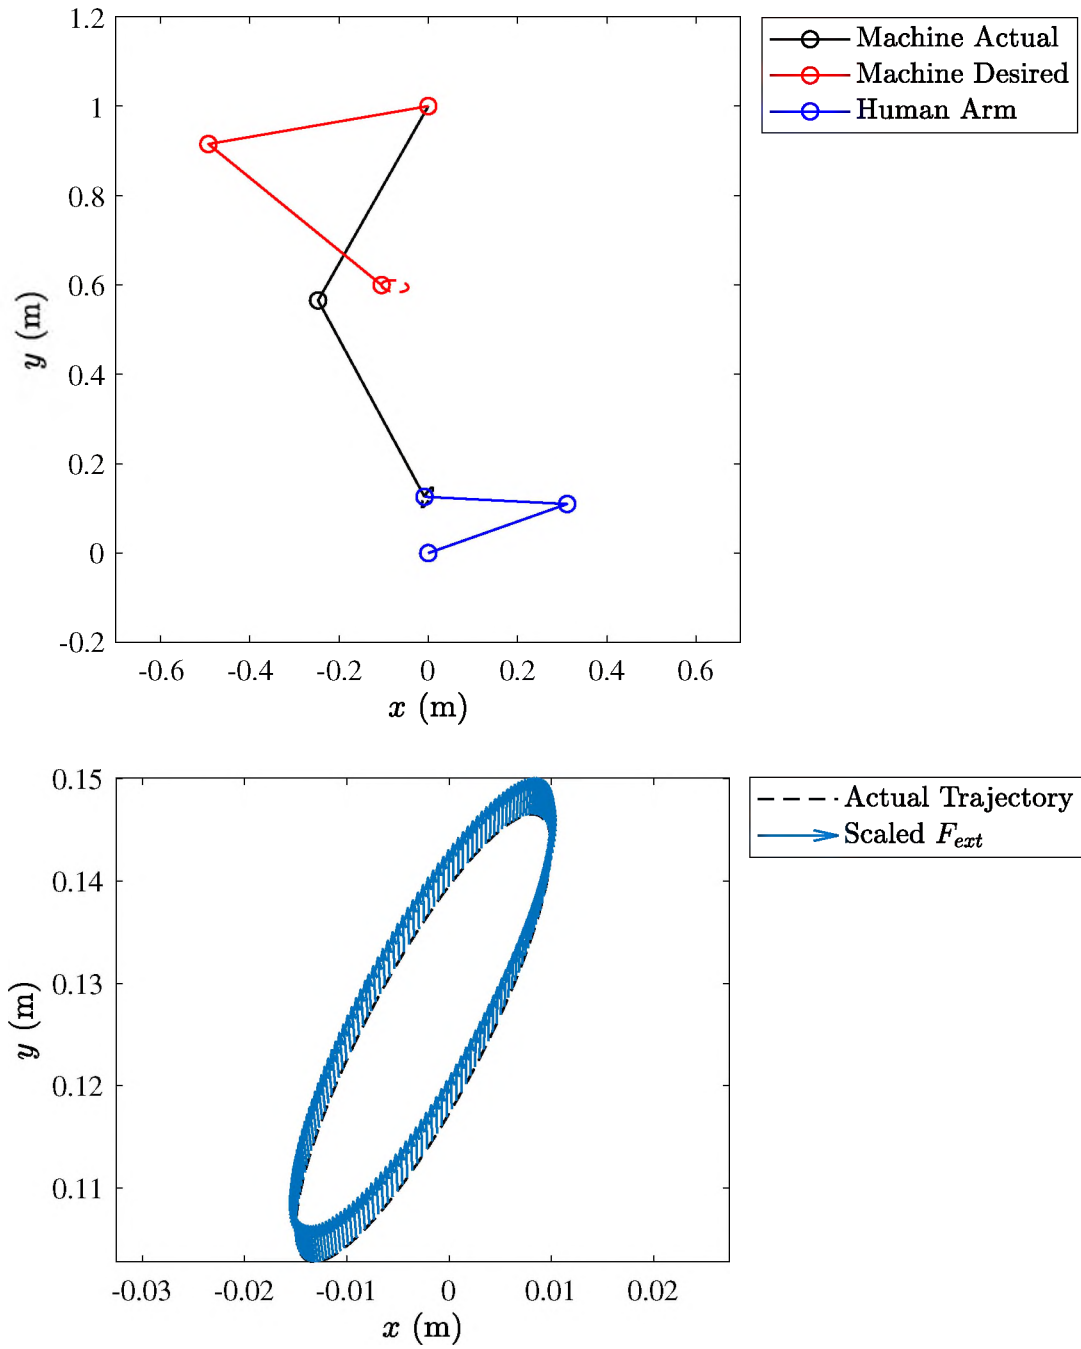 1.2
1
0.8
0.6
0.4
0.2
0
-0.2
y (m)
-0.6 -0.4 -0.2 0 0.2 0.4 0.6
x (m)
Machine Actual
Machine Desired
Human Arm
0.15
0.14
0.13
0.12
0.11
y (m)
-0.03 -0.02 -0.01 0 0.01 0.02
x (m)
Actual Trajectory
Scaled F_ext